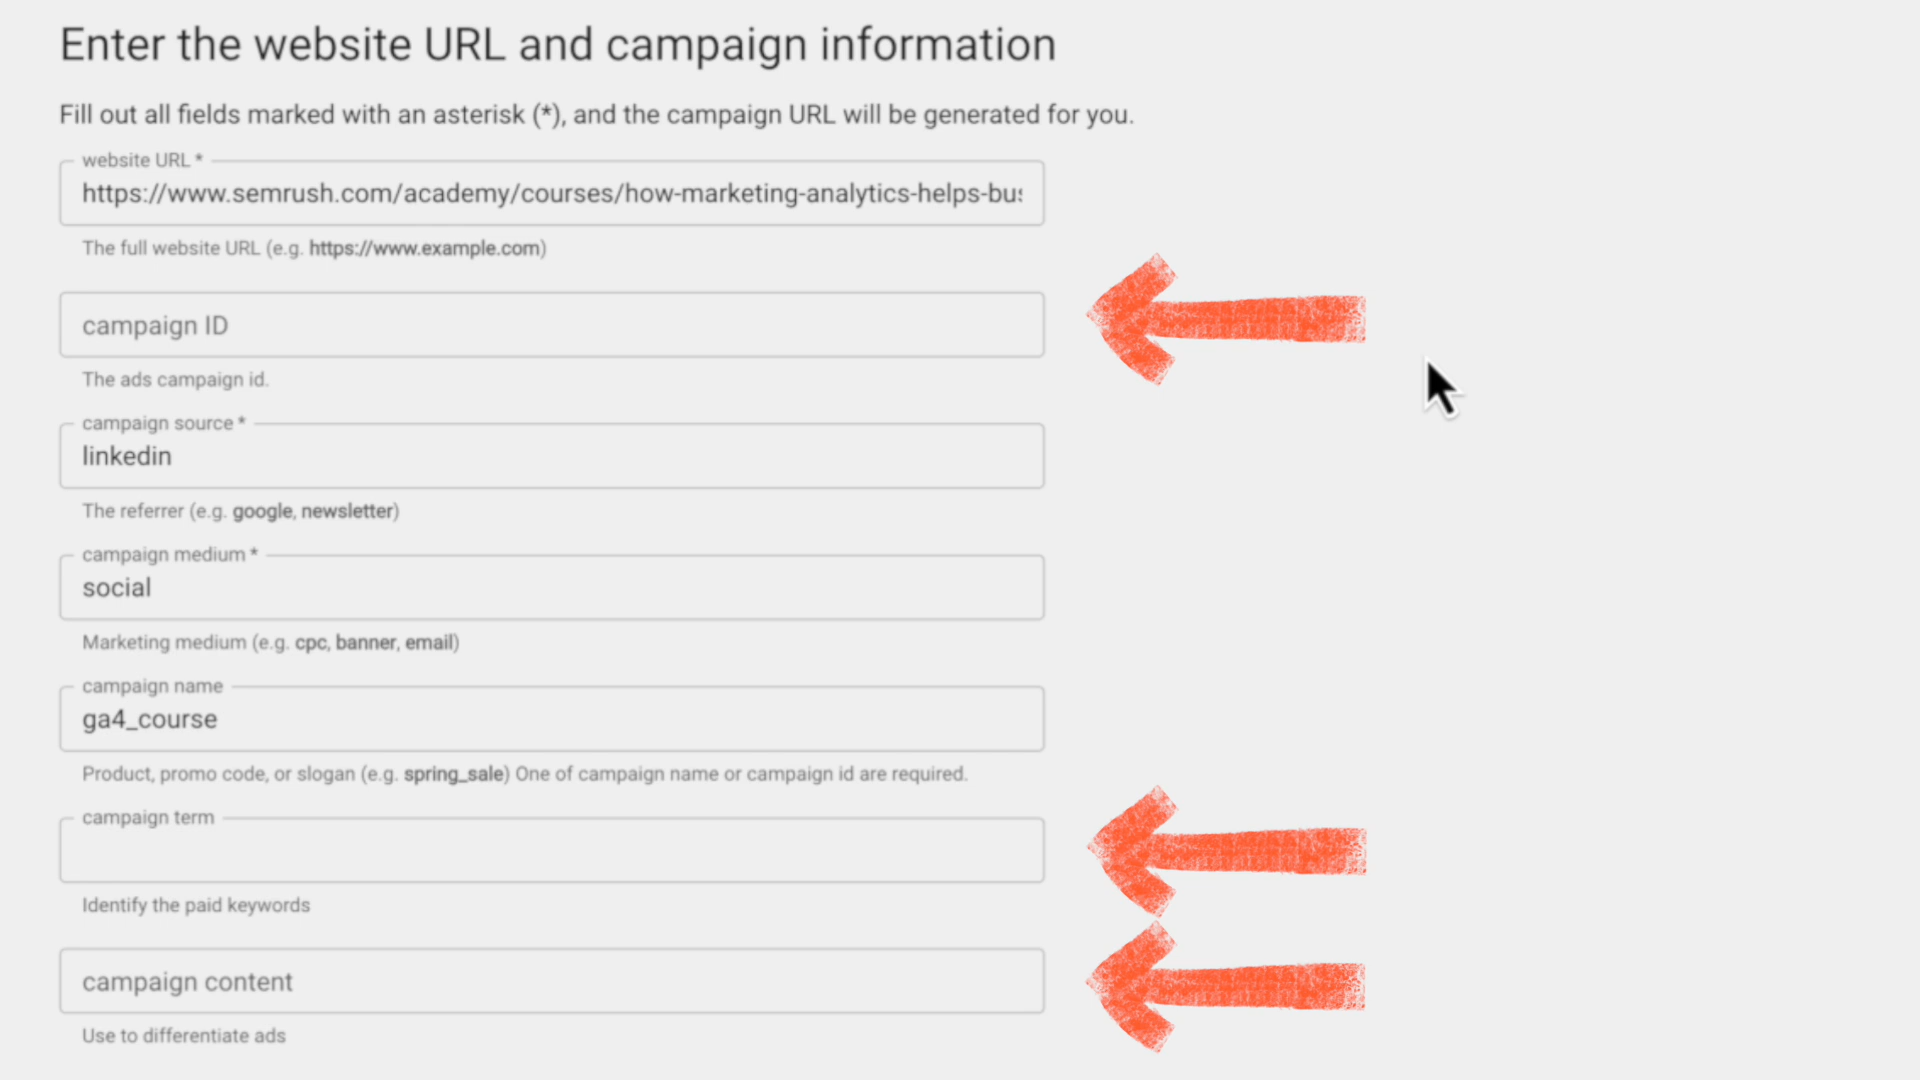 Enter the website URL and campaign information
Fill out all fields marked with an asterisk (*), and the campaign URL will be generated for you.
website URL *
https://www.semrush.com/academy/courses/how-marketing-analytics-helps-bus
The full website URL (e.g. https://www.example.com)
campaign ID
The ads campaign id.
campaign source *
linkedin
The referrer (e.g. google, newsletter)
campaign medium *
social
Marketing medium (e.g. cpc, banner, email)
campaign name
ga4_course
Product, promo code, or slogan (e.g. spring_sale) One of campaign name or campaign id are required.
campaign term
Identify the paid keywords
campaign content
Use to differentiate ads